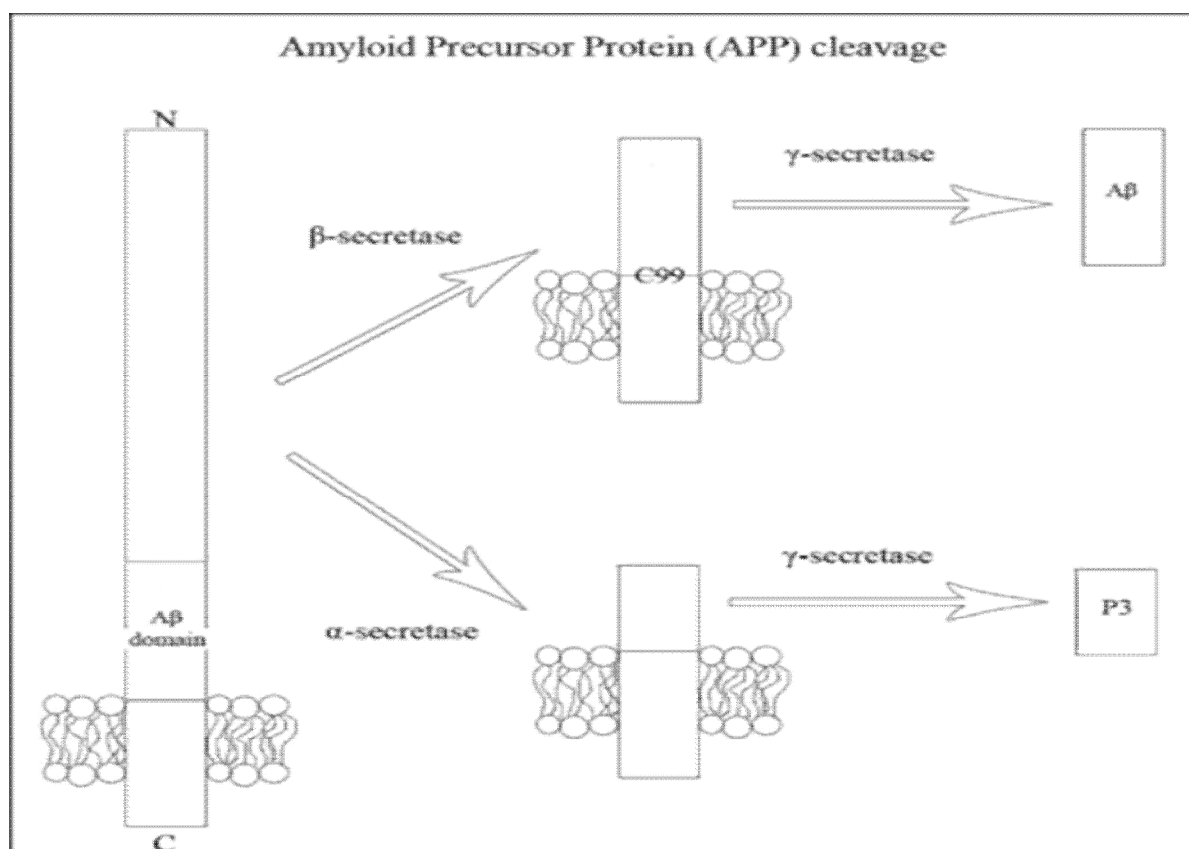 Amyloid Precursor Protein (APP) cleavage
N
β-secretase
C99
γ-secretase
Aβ
Aβ
domain
α-secretase
γ-secretase
P3
C